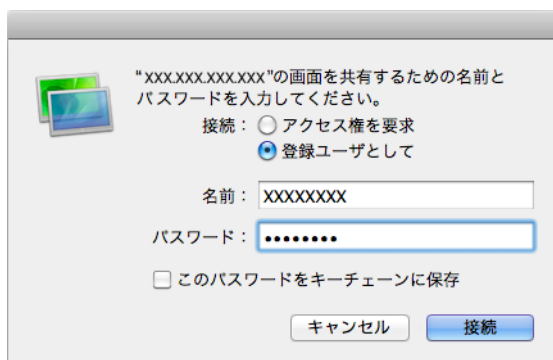 “xxx.xxx.xxx.xxx”の画面を共有するための名前と
パスワードを入力してください。
接続： アクセス権を要求
登録ユーザとして
名前： XXXXXXXX
パスワード： ••••••••
このパスワードをキーチェーンに保存
キャンセル 接続